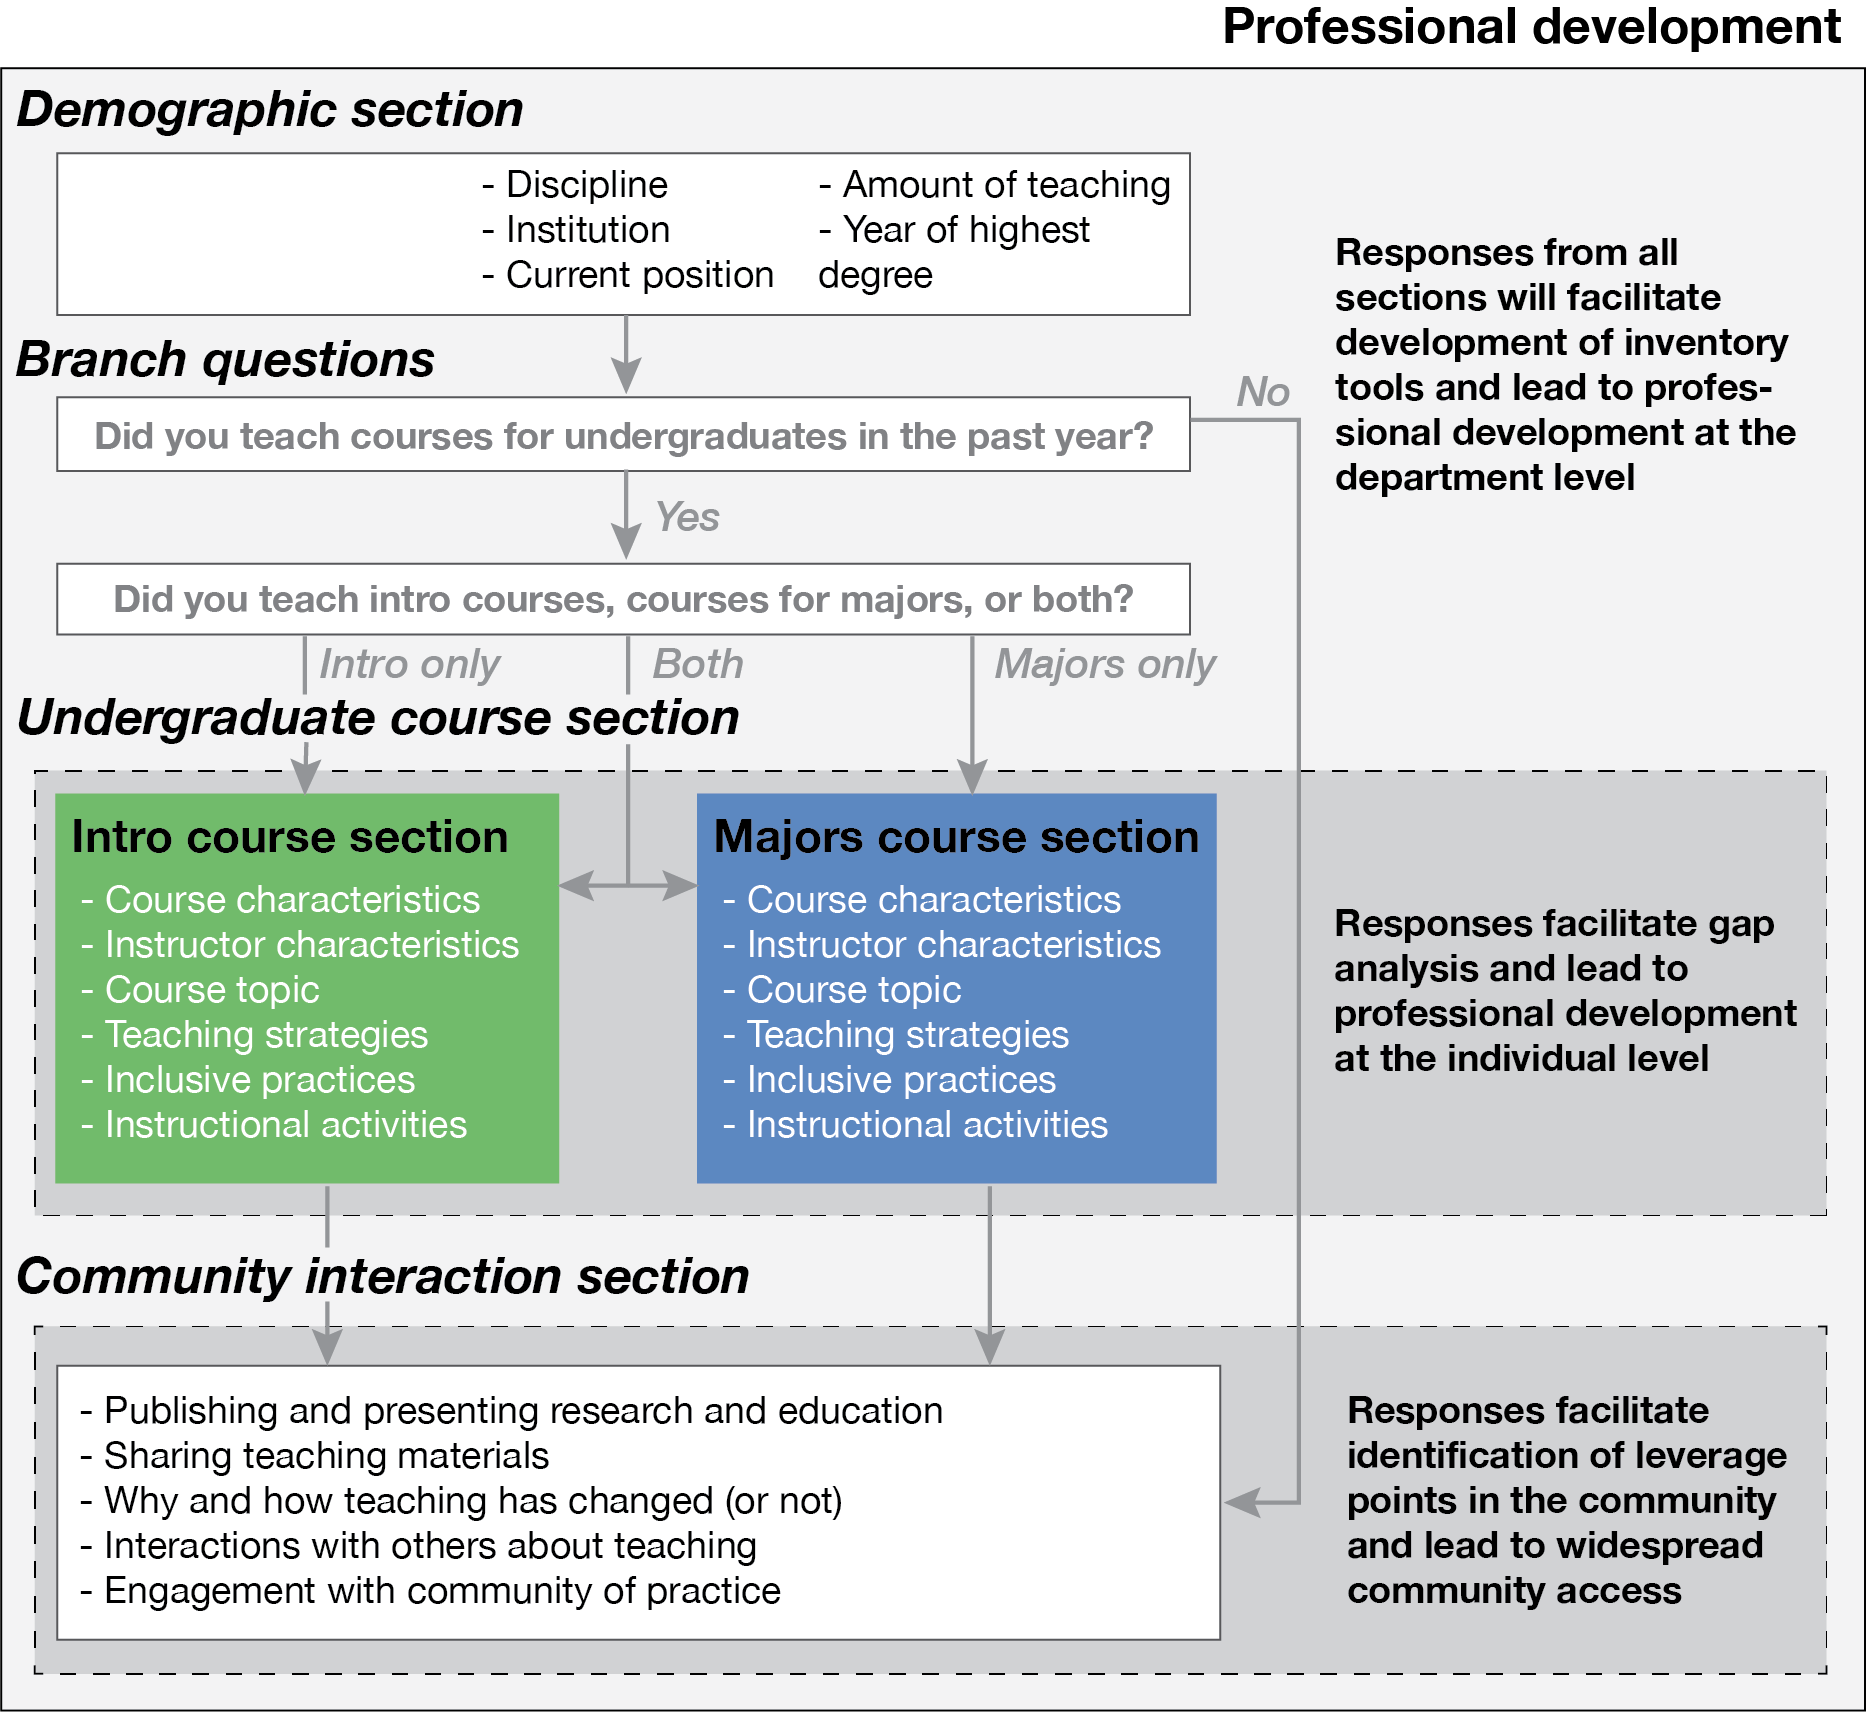 Professional development
Demographic section
- Discipline
- Institution
- Current position
- Amount of teaching
- Year of highest
degree
Responses from all
sections will facilitate
development of inventory
tools and lead to profes-
sional development at the
department level
Branch questions
No
Did you teach courses for undergraduates in the past year?
Yes
Did you teach intro courses, courses for majors, or both?
Intro only
Both
Majors only
Undergraduate course section
Intro course section
- Course characteristics
- Instructor characteristics
- Course topic
- Teaching strategies
- Inclusive practices
- Instructional activities
Majors course section
- Course characteristics
- Instructor characteristics
- Course topic
- Teaching strategies
- Inclusive practices
- Instructional activities
Responses facilitate gap
analysis and lead to
professional development
at the individual level
Community interaction section
- Publishing and presenting research and education
- Sharing teaching materials
- Why and how teaching has changed (or not)
- Interactions with others about teaching
- Engagement with community of practice
Responses facilitate
identification of leverage
points in the community
and lead to widespread
community access